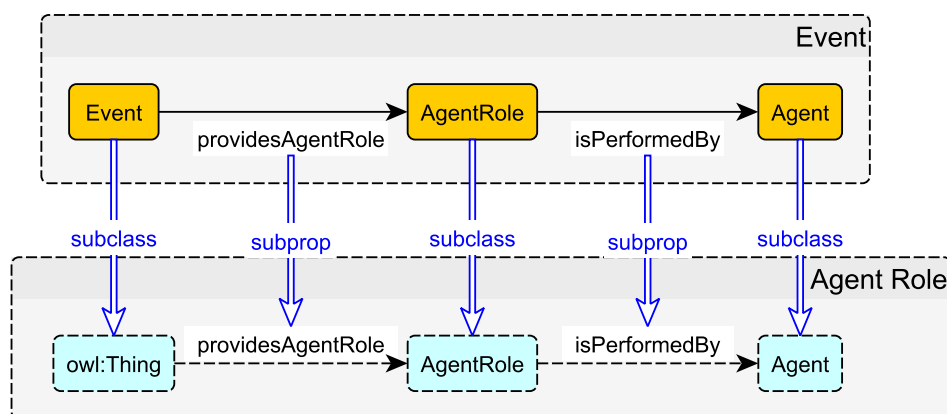 Event
Event
AgentRole
Agent
providesAgentRole
isPerformedBy
subclass
subprop
subclass
subprop
subclass
Agent Role
owl:Thing
providesAgentRole
AgentRole
isPerformedBy
Agent